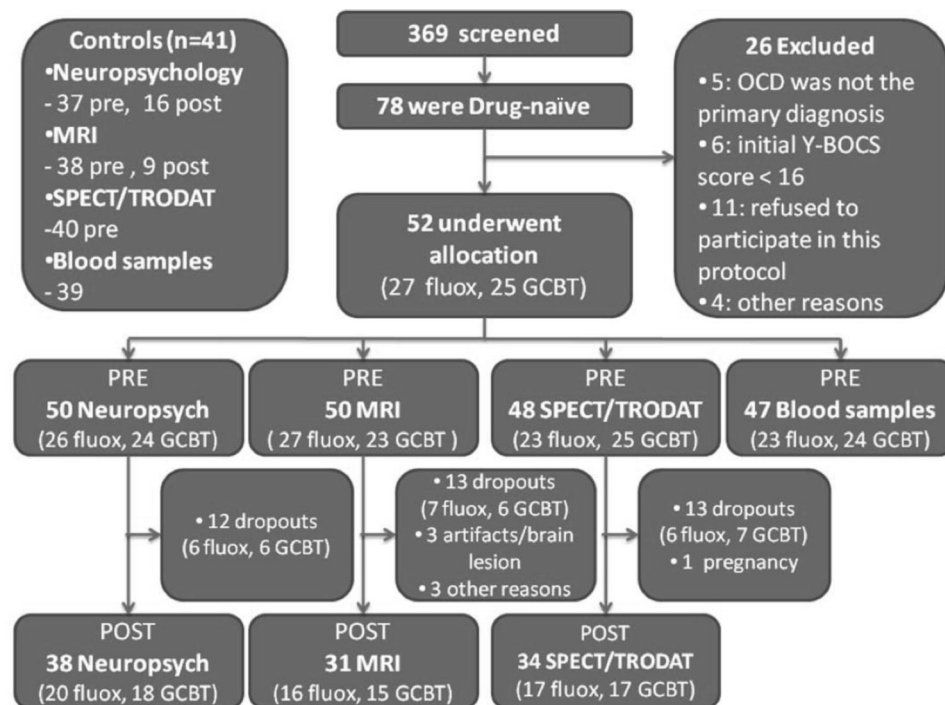 Controls (n=41)
•Neuropsychology
- 37 pre, 16 post
•MRI
- 38 pre , 9 post
•SPECT/TRODAT
-40 pre
•Blood samples
- 39
369 screened
78 were Drug-naïve
26 Excluded
• 5: OCD was not the
primary diagnosis
• 6: initial Y-BOCS
score < 16
• 11: refused to
participate in this
protocol
• 4: other reasons
52 underwent
allocation
(27 fluox, 25 GCBT)
PRE
50 Neuropsych
(26 fluox, 24 GCBT)
PRE
50 MRI
( 27 fluox, 23 GCBT )
PRE
48 SPECT/TRODAT
(23 fluox, 25 GCBT)
PRE
47 Blood samples
(23 fluox, 24 GCBT)
• 12 dropouts
(6 fluox, 6 GCBT)
• 13 dropouts
(7 fluox, 6 GCBT)
• 3 artifacts/brain
lesion
• 3 other reasons
• 13 dropouts
(6 fluox, 7 GCBT)
• 1 pregnancy
POST
38 Neuropsych
(20 fluox, 18 GCBT)
POST
31 MRI
(16 fluox, 15 GCBT)
POST
34 SPECT/TRODAT
(17 fluox, 17 GCBT)